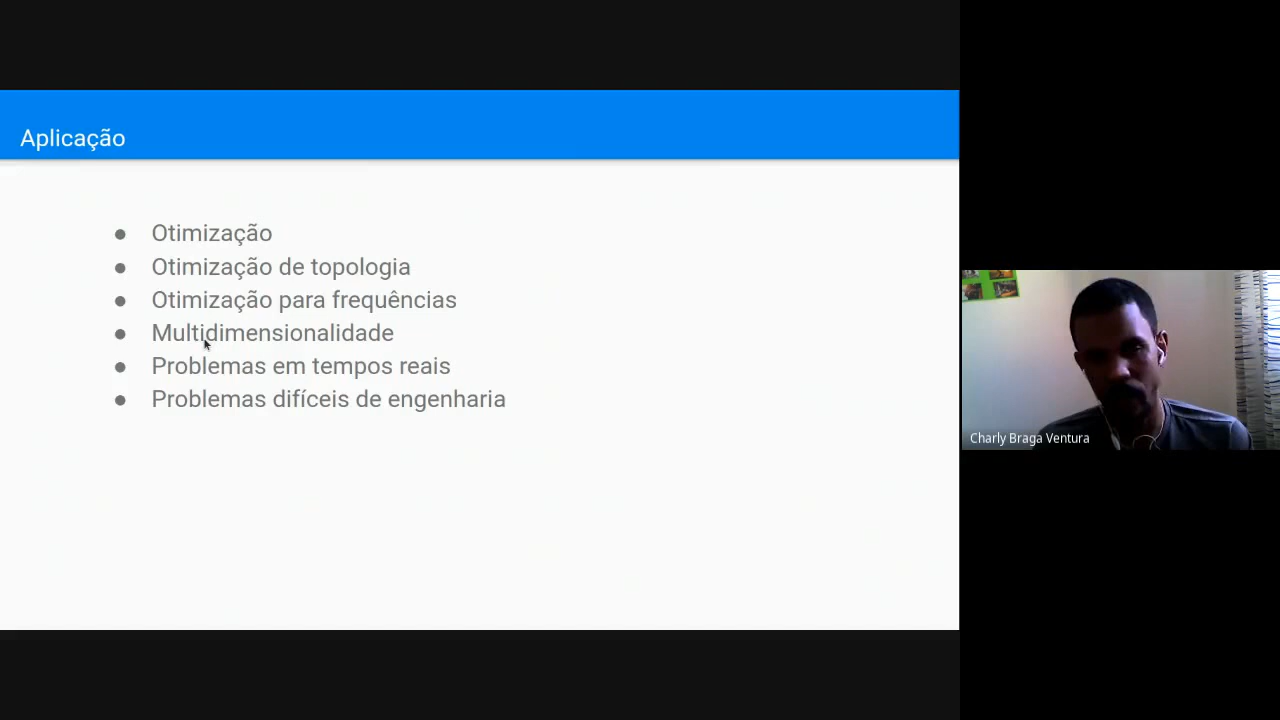 Aplicação
● Otimização
● Otimização de topologia
● Otimização para frequências
● Multidimensionalidade
● Problemas em tempos reais
● Problemas difíceis de engenharia
Charly Braga Ventura